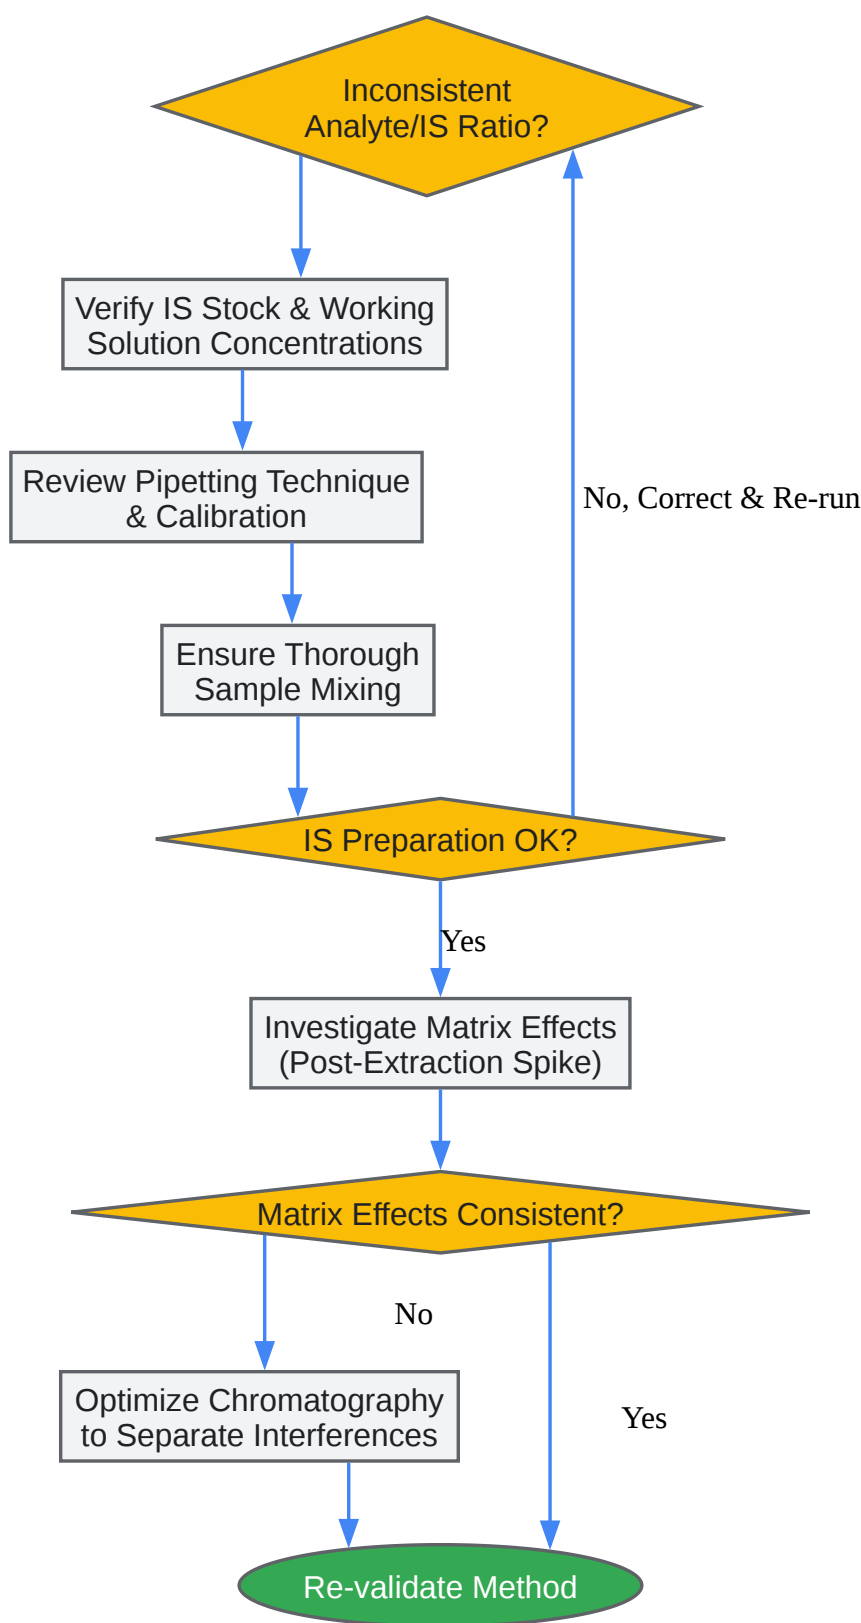 Inconsistent
Analyte/IS Ratio?
Verify IS Stock & Working
Solution Concentrations
Review Pipetting Technique
& Calibration
No, Correct & Re-run
Ensure Thorough
Sample Mixing
IS Preparation OK?
Yes
Investigate Matrix Effects
(Post-Extraction Spike)
Matrix Effects Consistent?
No
Optimize Chromatography
to Separate Interferences
Yes
Re-validate Method